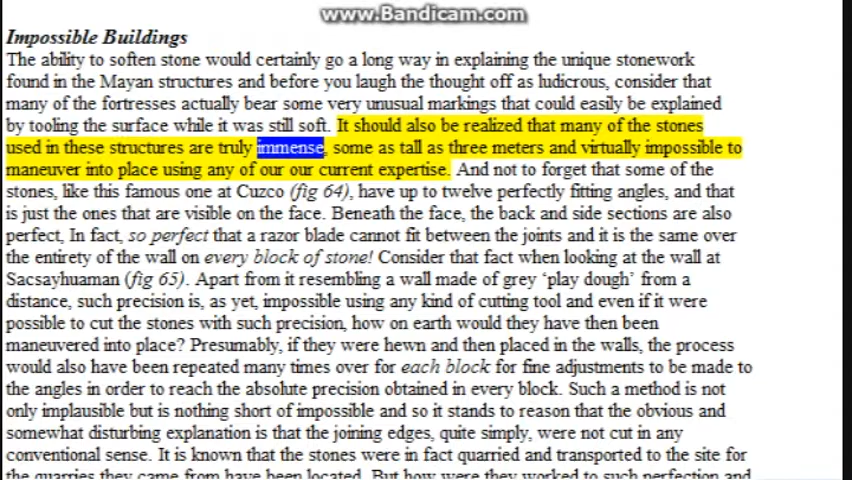 www.Bandicam.com
Impossible Buildings
The ability to soften stone would certainly go a long way in explaining the unique stonework
found in the Mayan structures and before you laugh the thought off as ludicrous, consider that
many of the fortresses actually bear some very unusual markings that could easily be explained
by tooling the surface while it was still soft. It should also be realized that many of the stones
used in these structures are truly immense, some as tall as three meters and virtually impossible to
maneuver into place using any of our our current expertise. And not to forget that some of the
stones, like this famous one at Cuzco (fig 64), have up to twelve perfectly fitting angles, and that
is just the ones that are visible on the face. Beneath the face, the back and side sections are also
perfect, In fact, so perfect that a razor blade cannot fit between the joints and it is the same over
the entirety of the wall on every block of stone! Consider that fact when looking at the wall at
Sacsayhuaman (fig 65). Apart from it resembling a wall made of grey ‘play dough’ from a
distance, such precision is, as yet, impossible using any kind of cutting tool and even if it were
possible to cut the stones with such precision, how on earth would they have then been
maneuvered into place? Presumably, if they were hewn and then placed in the walls, the process
would also have been repeated many times over for each block for fine adjustments to be made to
the angles in order to reach the absolute precision obtained in every block. Such a method is not
only implausible but is nothing short of impossible and so it stands to reason that the obvious and
somewhat disturbing explanation is that the joining edges, quite simply, were not cut in any
conventional sense. It is known that the stones were in fact quarried and transported to the site for
the quarries they came from have been located. But how were they worked to such perfection and